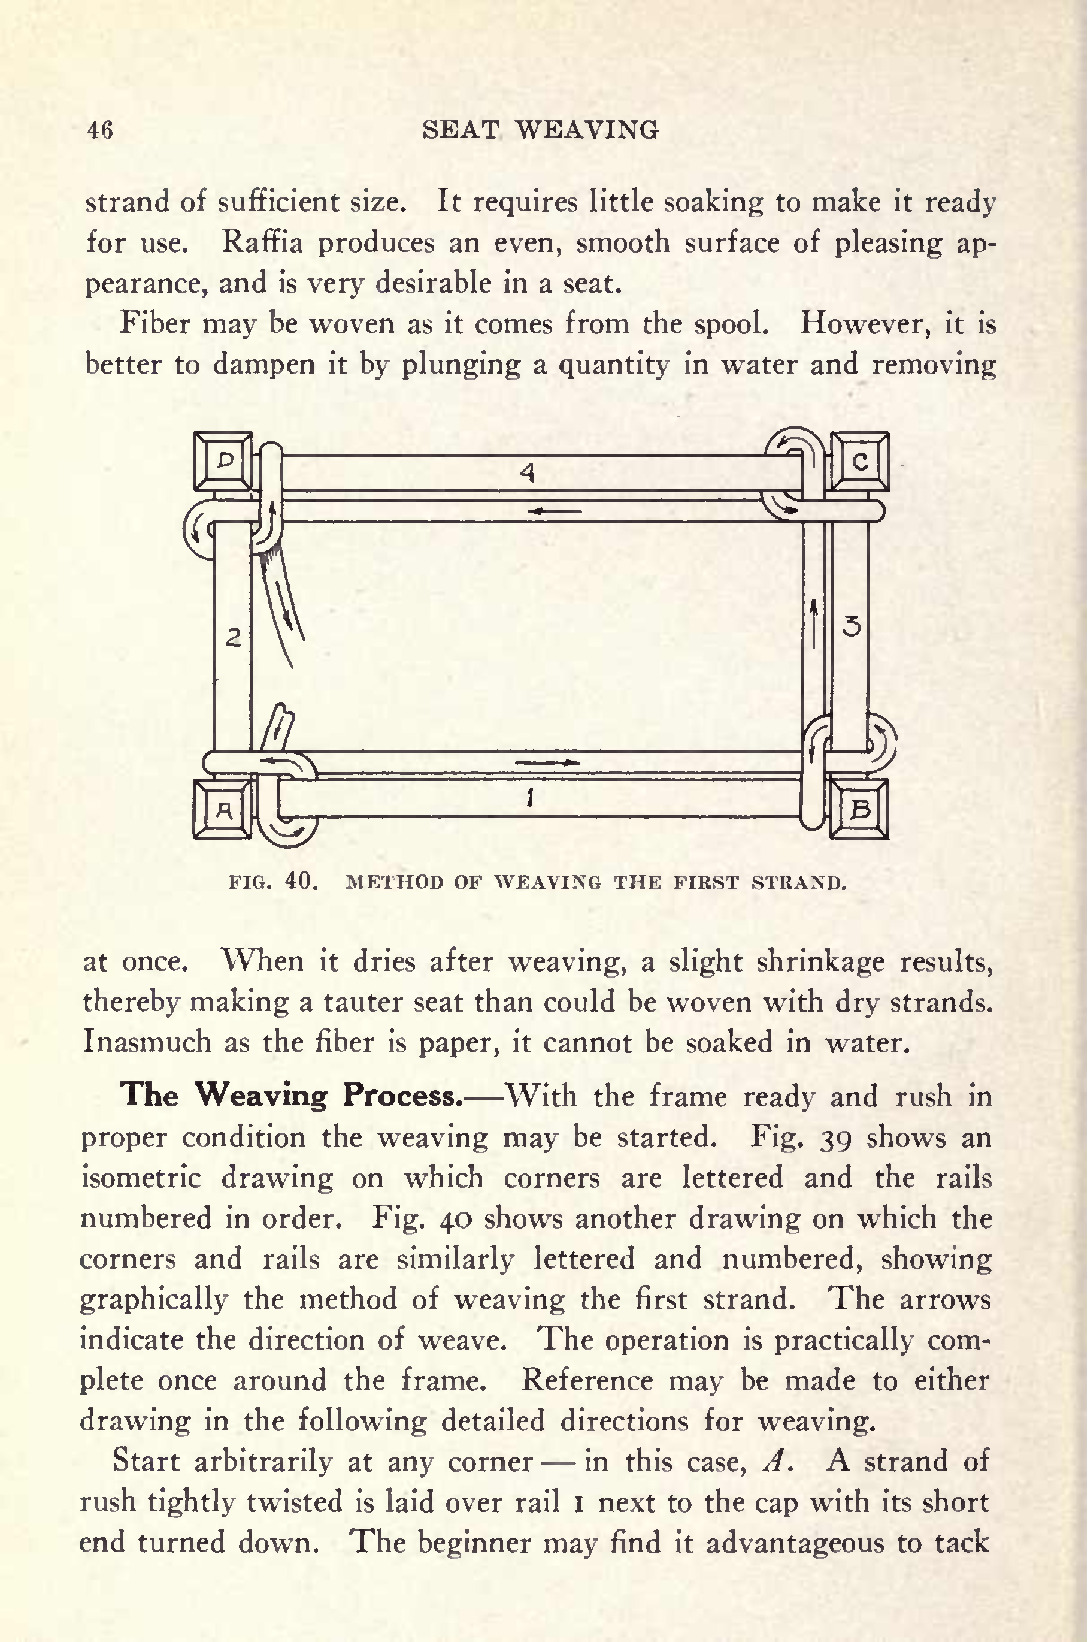 46 SEAT WEAVING
strand of sufficient size. It requires little soaking to make it ready
for use. Raffia produces an even, smooth surface of pleasing ap-
pearance, and is very desirable in a seat.
Fiber may be woven as it comes from the spool. However, it is
better to dampen it by plunging a quantity in water and removing
D
4
C
2
3
A
1
B
FIG. 40. METHOD OF WEAVING THE FIRST STRAND.
at once. When it dries after weaving, a slight shrinkage results,
thereby making a tauter seat than could be woven with dry strands.
Inasmuch as the fiber is paper, it cannot be soaked in water.
The Weaving Process.—With the frame ready and rush in
proper condition the weaving may be started. Fig. 39 shows an
isometric drawing on which corners are lettered and the rails
numbered in order. Fig. 40 shows another drawing on which the
corners and rails are similarly lettered and numbered, showing
graphically the method of weaving the first strand. The arrows
indicate the direction of weave. The operation is practically com-
plete once around the frame. Reference may be made to either
drawing in the following detailed directions for weaving.
Start arbitrarily at any corner — in this case, A. A strand of
rush tightly twisted is laid over rail 1 next to the cap with its short
end turned down. The beginner may find it advantageous to tack